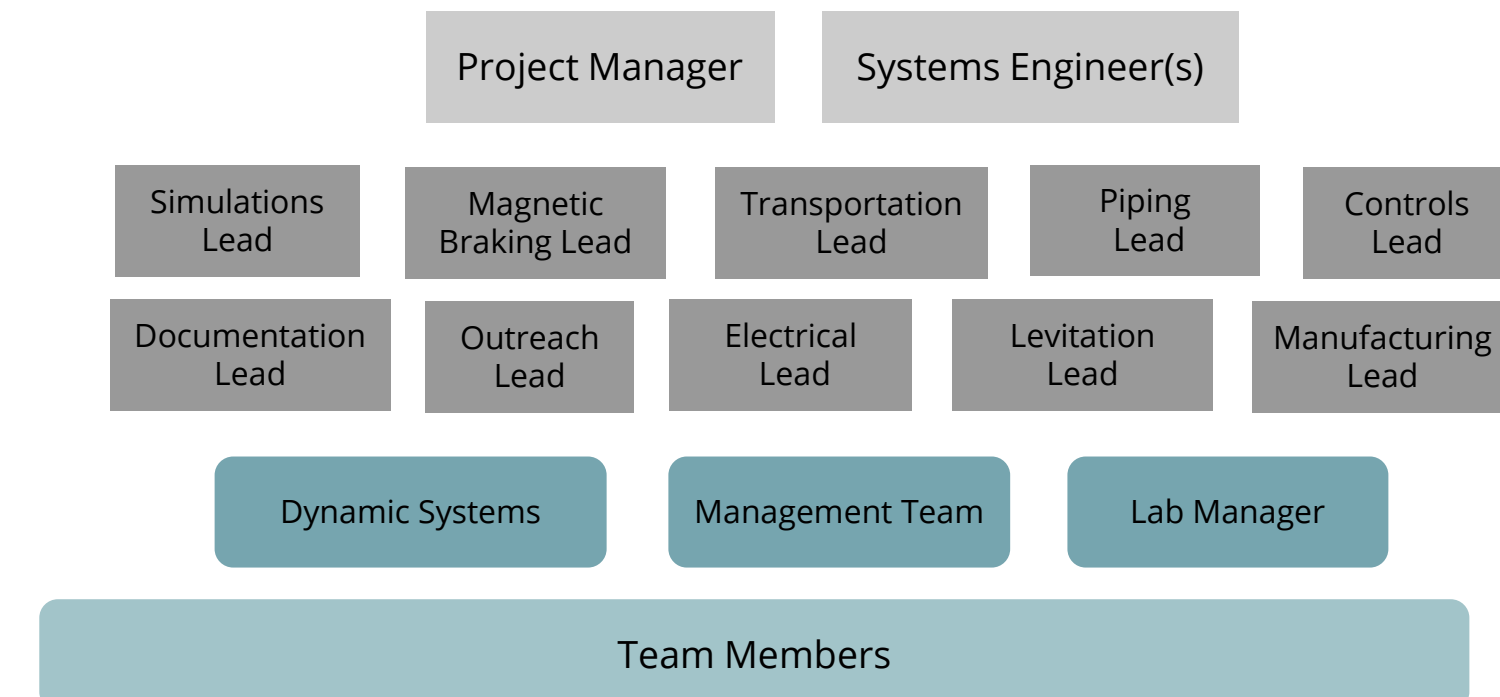 Project Manager
Systems Engineer(s)
Simulations
Lead
Magnetic
Braking Lead
Transportation
Lead
Piping
Lead
Controls
Lead
Documentation
Lead
Outreach
Lead
Electrical
Lead
Levitation
Lead
Manufacturing
Lead
Dynamic Systems
Management Team
Lab Manager
Team Members